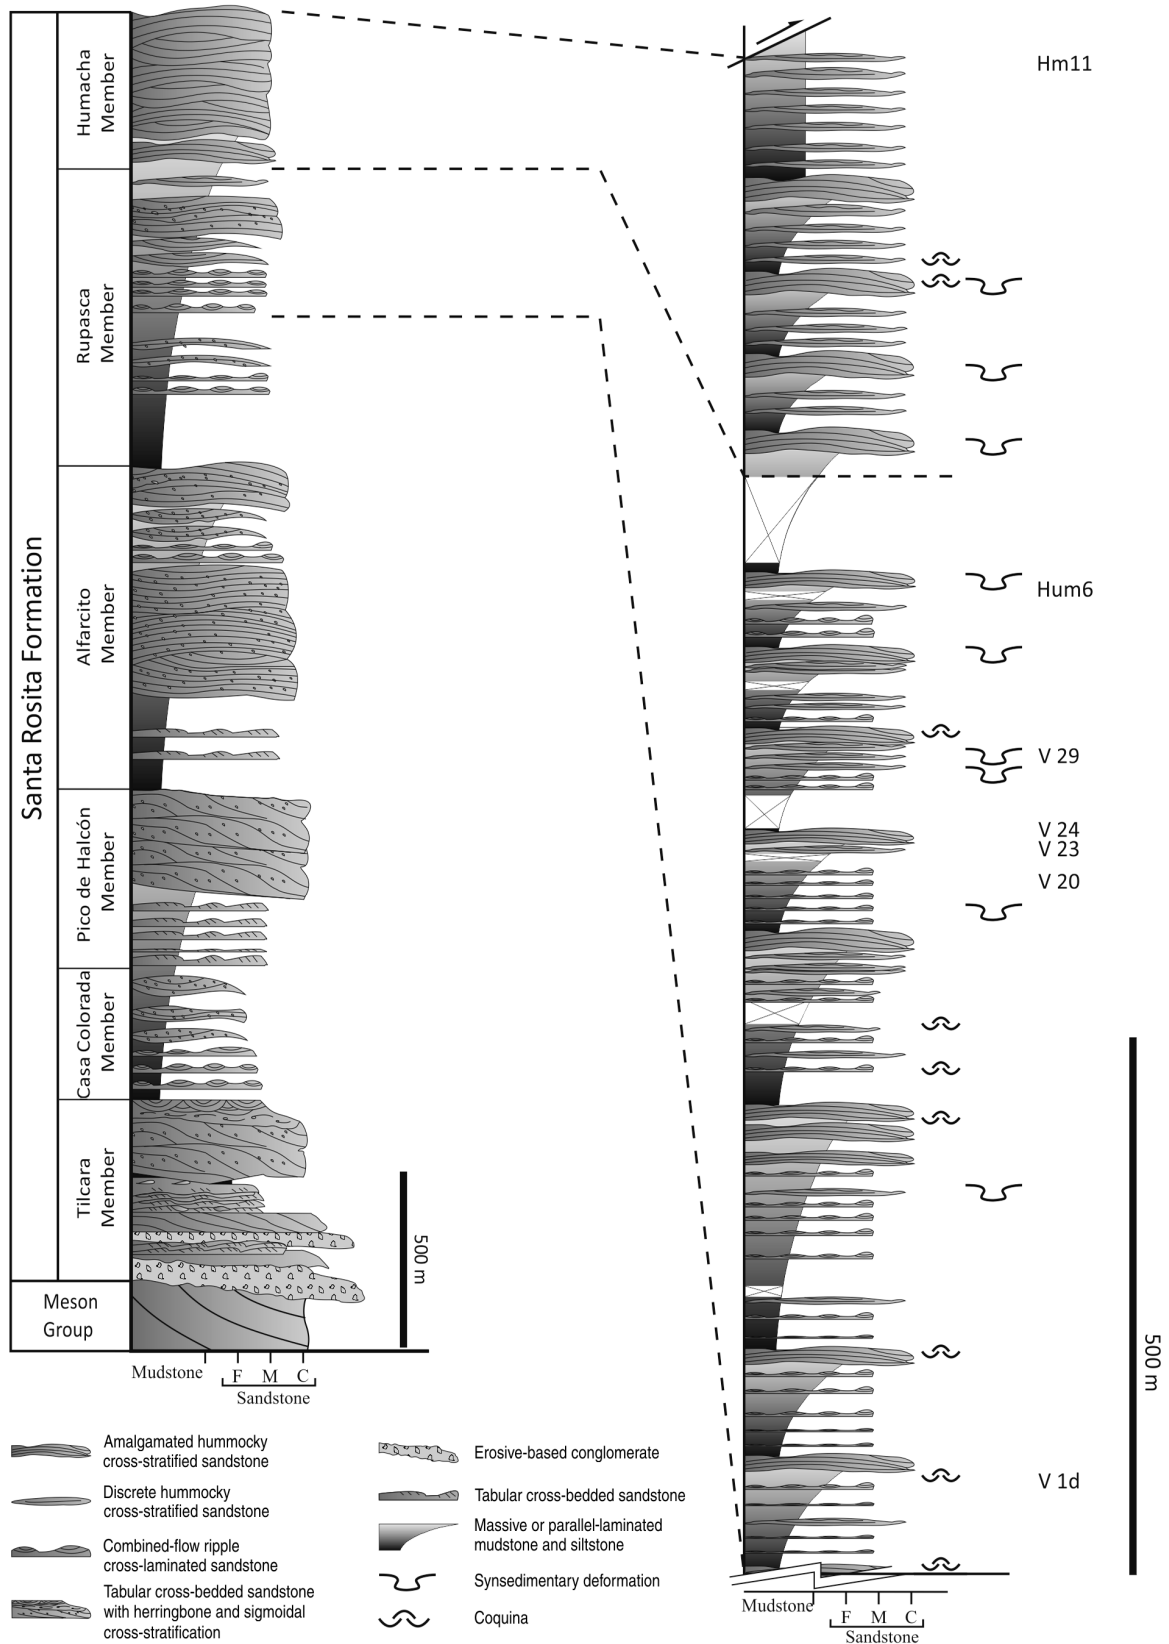 Santa Rosita Formation
Humacha
Member
Rupasca
Member
Alfarcito
Member
Pico de Halcón
Member
Casa Colorada
Member
Tilcara
Member
Meson
Group
500 m
Mudstone
F M C
Sandstone
Hm11
Hum6
V 29
V 24
V 23
V 20
V 1d
500 m
Mudstone
F M C
Sandstone
Amalgamated hummocky
cross-stratified sandstone
Discrete hummocky
cross-stratified sandstone
Combined-flow ripple
cross-laminated sandstone
Tabular cross-bedded sandstone
with herringbone and sigmoidal
cross-stratification
Erosive-based conglomerate
Tabular cross-bedded sandstone
Massive or parallel-laminated
mudstone and siltstone
Synsedimentary deformation
Coquina